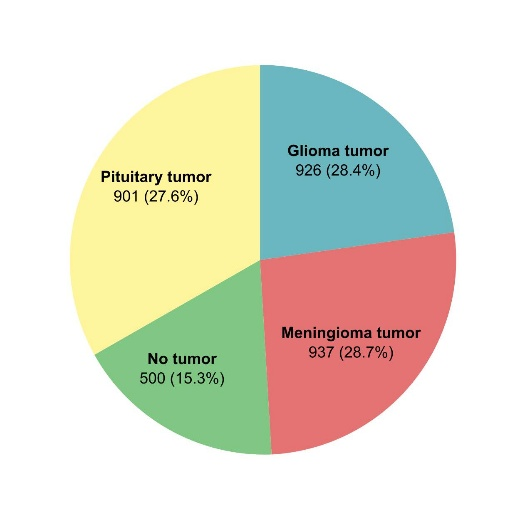 Glioma tumor
926 (28.4%)
Pituitary tumor
901 (27.6%)
Meningioma tumor
937 (28.7%)
No tumor
500 (15.3%)